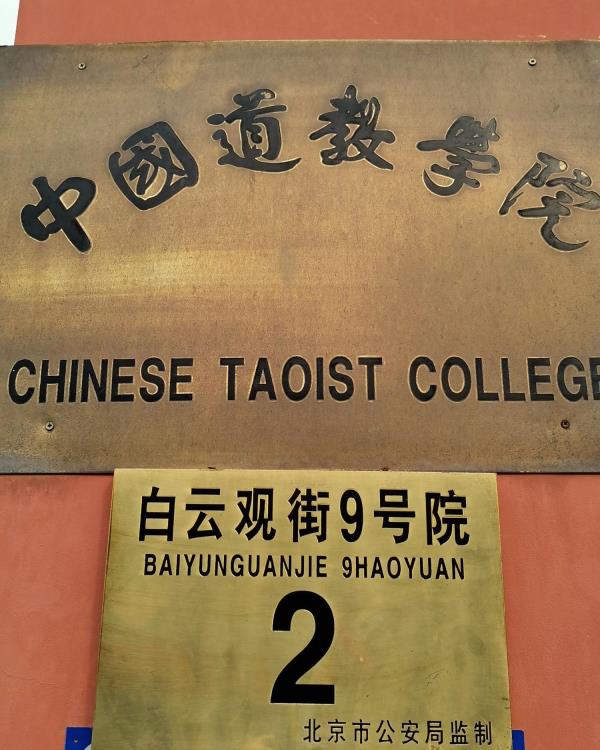 中國道教學院
CHINESE TAOIST COLLEGE
白云观街9号院
BAIYUNGUANJIE 9HAOYUAN
2
北京市公安局监制